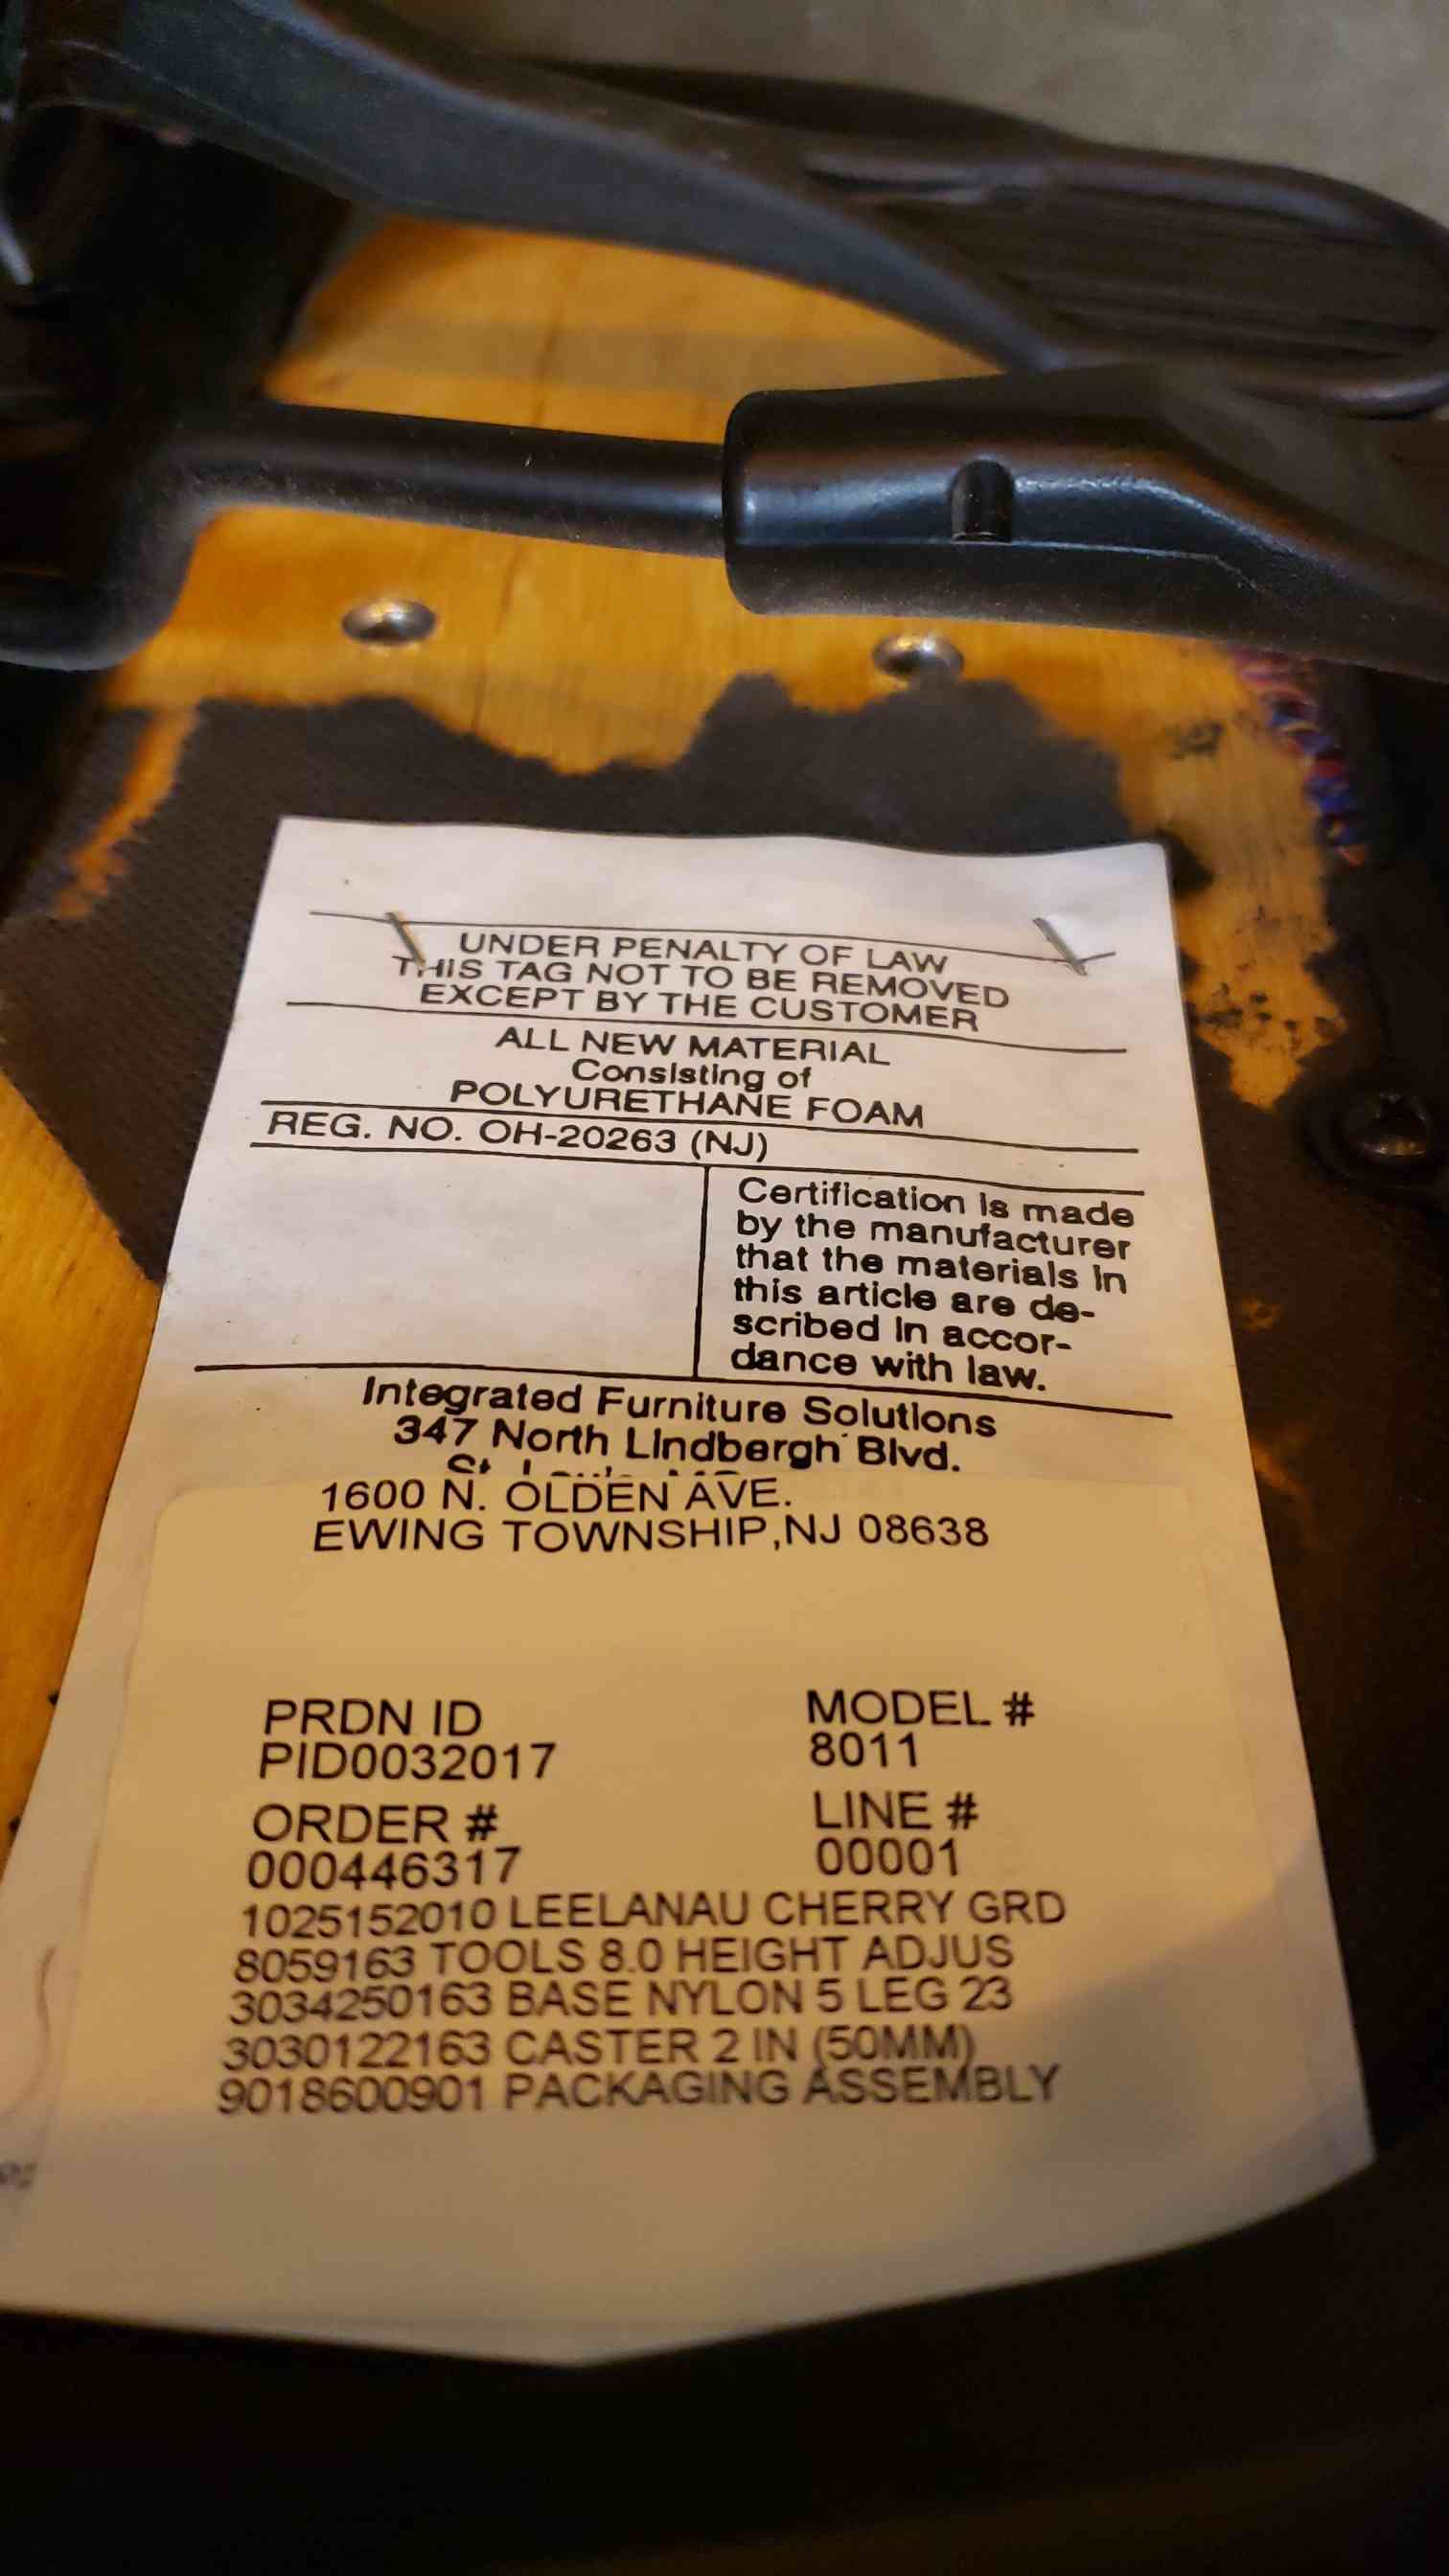 UNDER PENALTY OF LAW
THIS TAG NOT TO BE REMOVED
EXCEPT BY THE CUSTOMER
ALL NEW MATERIAL
Consisting of
POLYURETHANE FOAM
REG. NO. OH-20263 (NJ)
Certification is made
by the manufacturer
that the materials in
this article are de-
scribed in accor-
dance with law.
Integrated Furniture Solutions
347 North Lindbergh Blvd.
1600 N. OLDEN AVE.
EWING TOWNSHIP,NJ 08638
PRDN ID
PID0032017
MODEL #
8011
ORDER #
000446317
LINE #
00001
1025152010 LEELANAU CHERRY GRD
8059163 TOOLS 8.0 HEIGHT ADJUS
3034250163 BASE NYLON 5 LEG 23
3030122163 CASTER 2 IN (50MM)
9018600901 PACKAGING ASSEMBLY